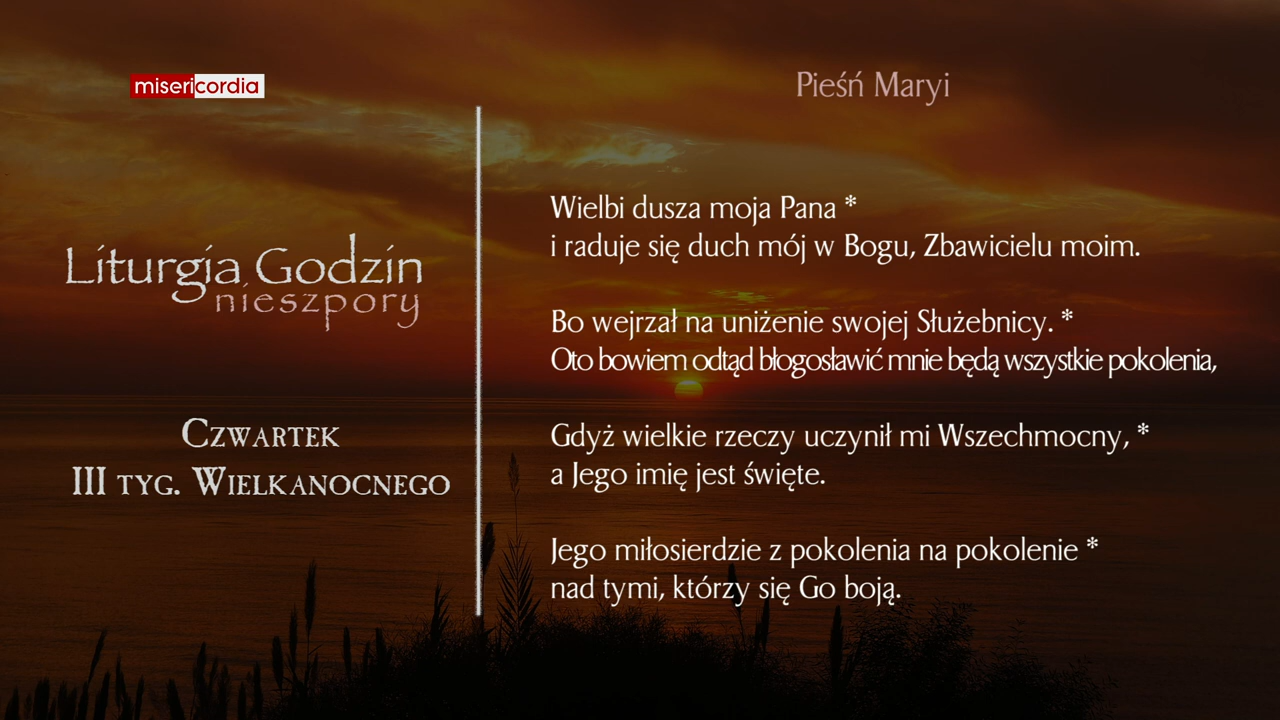 misericordia
Pieśń Maryi
Liturgia Godzin
nieszpory
Czwartek
III tyg. Wielkanocnego
Wielbi dusza moja Pana *
i raduje się duch mój w Bogu, Zbawicielu moim.
Bo wejrzał na uniżenie swojej Służebnicy. *
Oto bowiem odtąd błogosławić mnie będą wszystkie pokolenia,
Gdyż wielkie rzeczy uczynił mi Wszechmocny, *
a Jego imię jest święte.
Jego miłosierdzie z pokolenia na pokolenie *
nad tymi, którzy się Go boją.